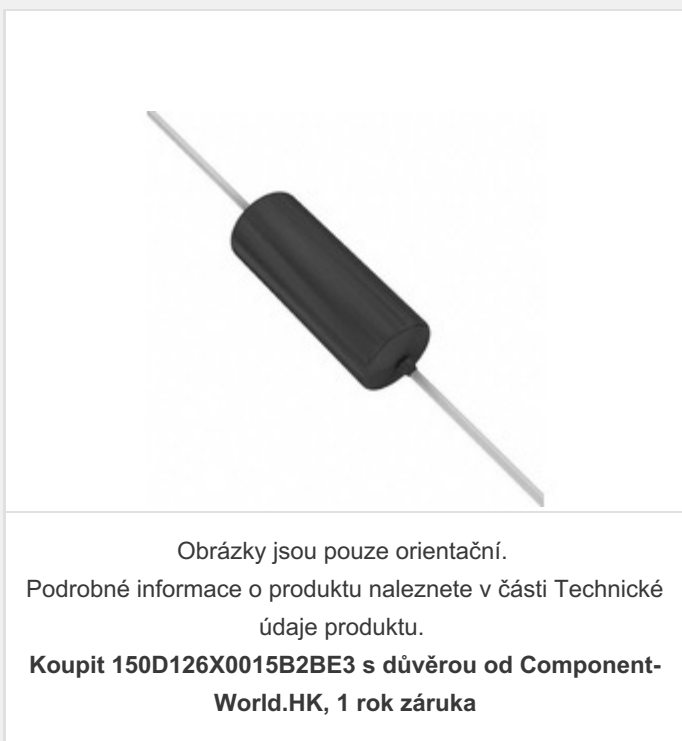 Obrázky jsou pouze orientační.
Podrobné informace o produktu naleznete v části Technické
údaje produktu.
Koupit 150D126X0015B2BE3 s důvěrou od Component-
World.HK, 1 rok záruka